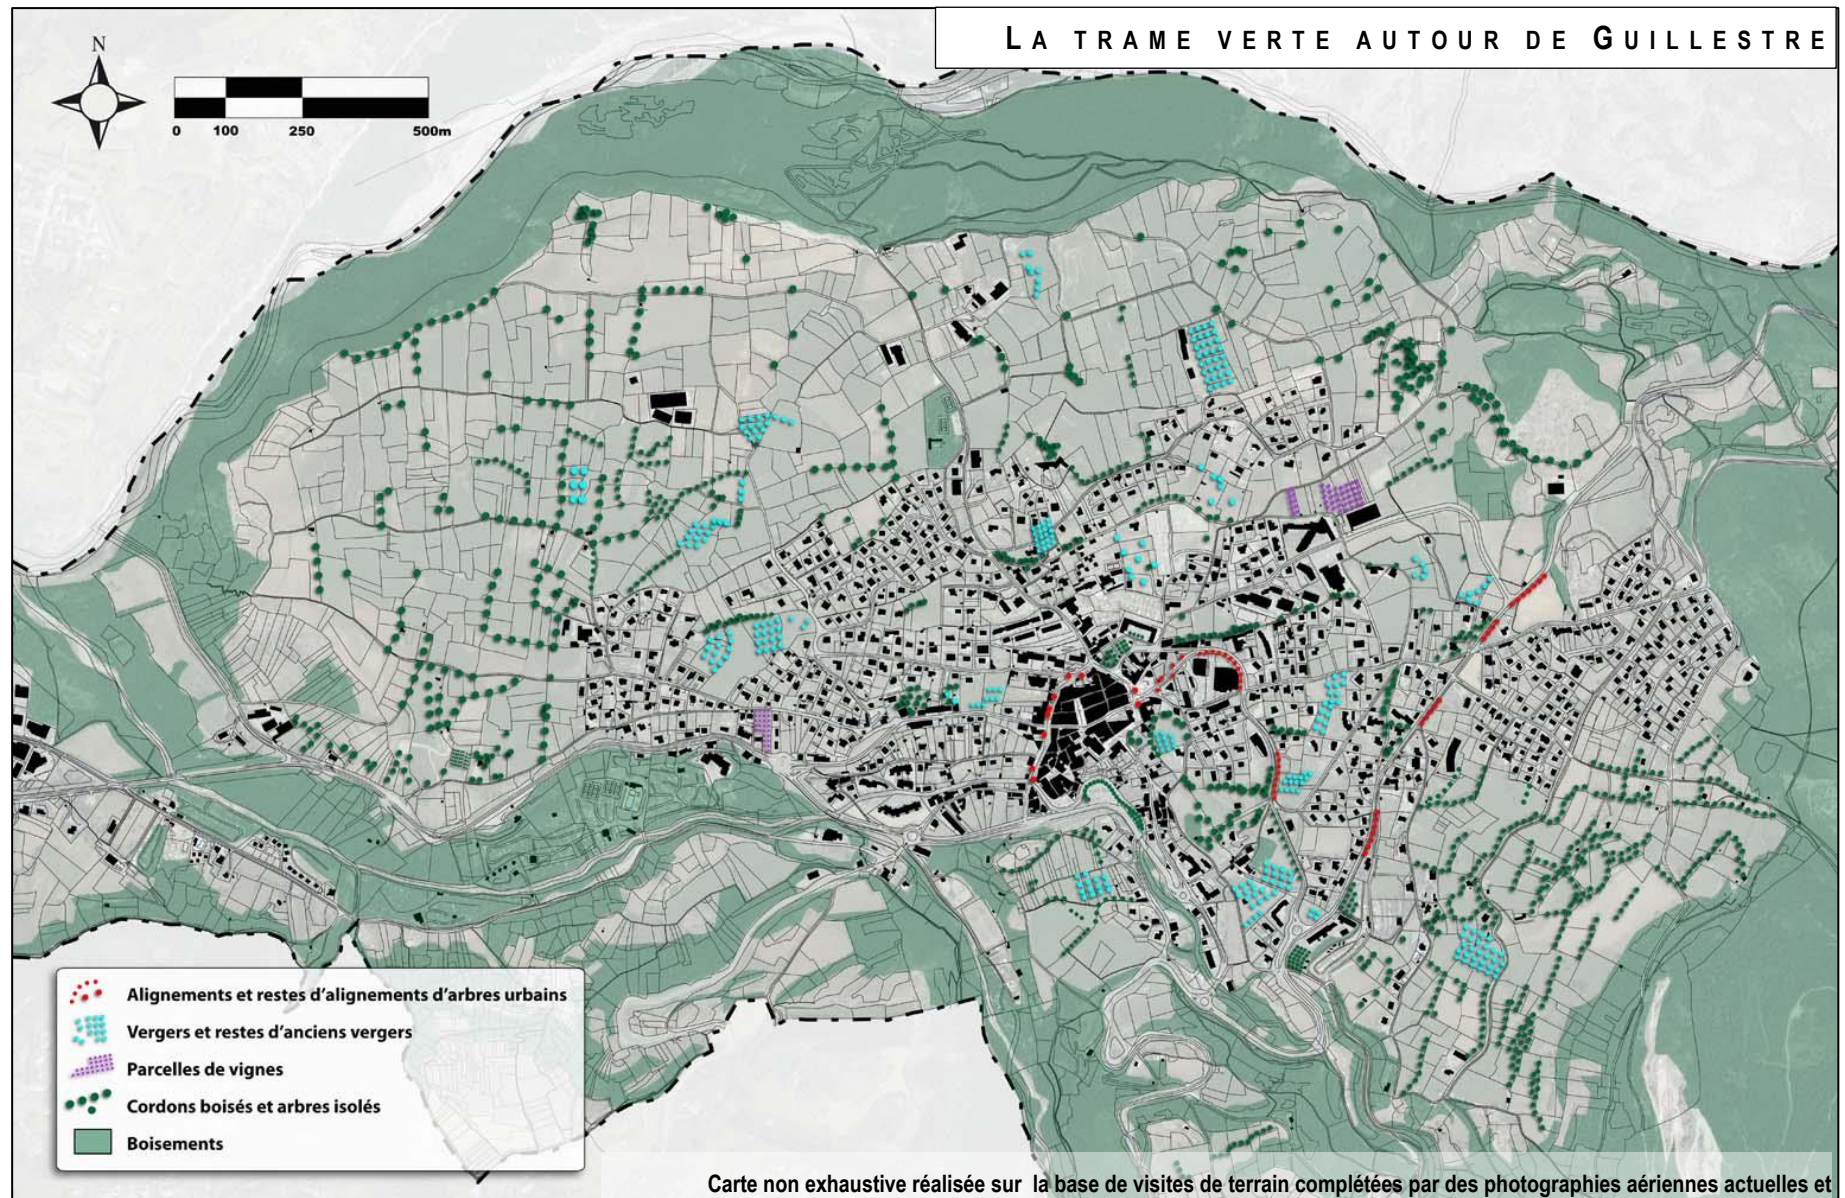 LA TRAME VERTE AUTOUR DE GUILLESTRE
N
0 100 250 500m
Alignements et restes d'alignements d'arbres urbains
Vergers et restes d'anciens vergers
Parcelles de vignes
Cordons boisés et arbres isolés
Boisements
Carte non exhaustive réalisée sur la base de visites de terrain complétées par des photographies aériennes actuelles et